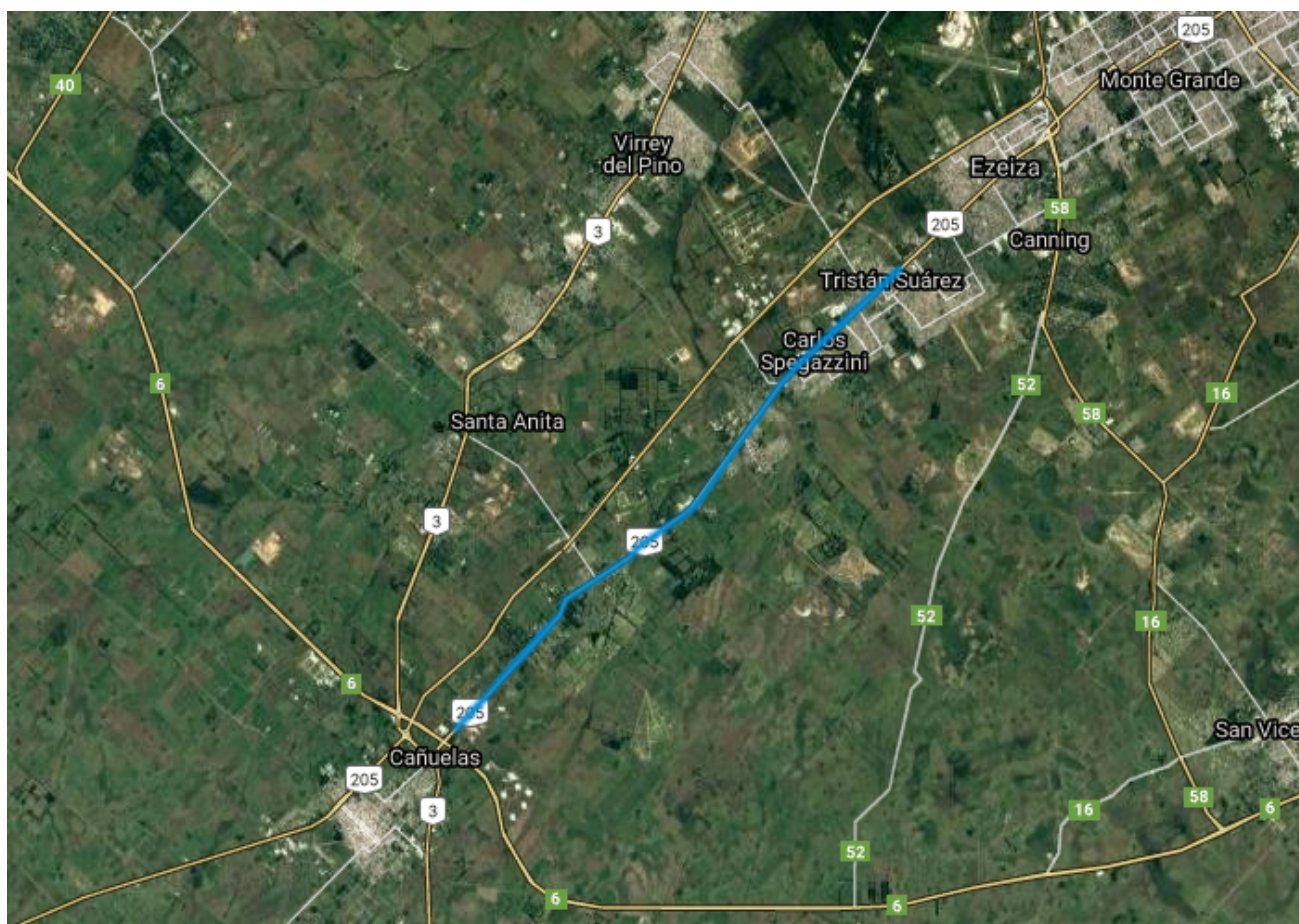 205
Monte Grande
40
Virrey
del Pino
Ezeiza
58
205
3
Canning
Tristán Suárez
Carlos
Spegazzini
6
52
16
58
Santa Anita
3
205
52
16
6
205
San Vice
Cañuelas
205
3
58
6
16
52
6
6